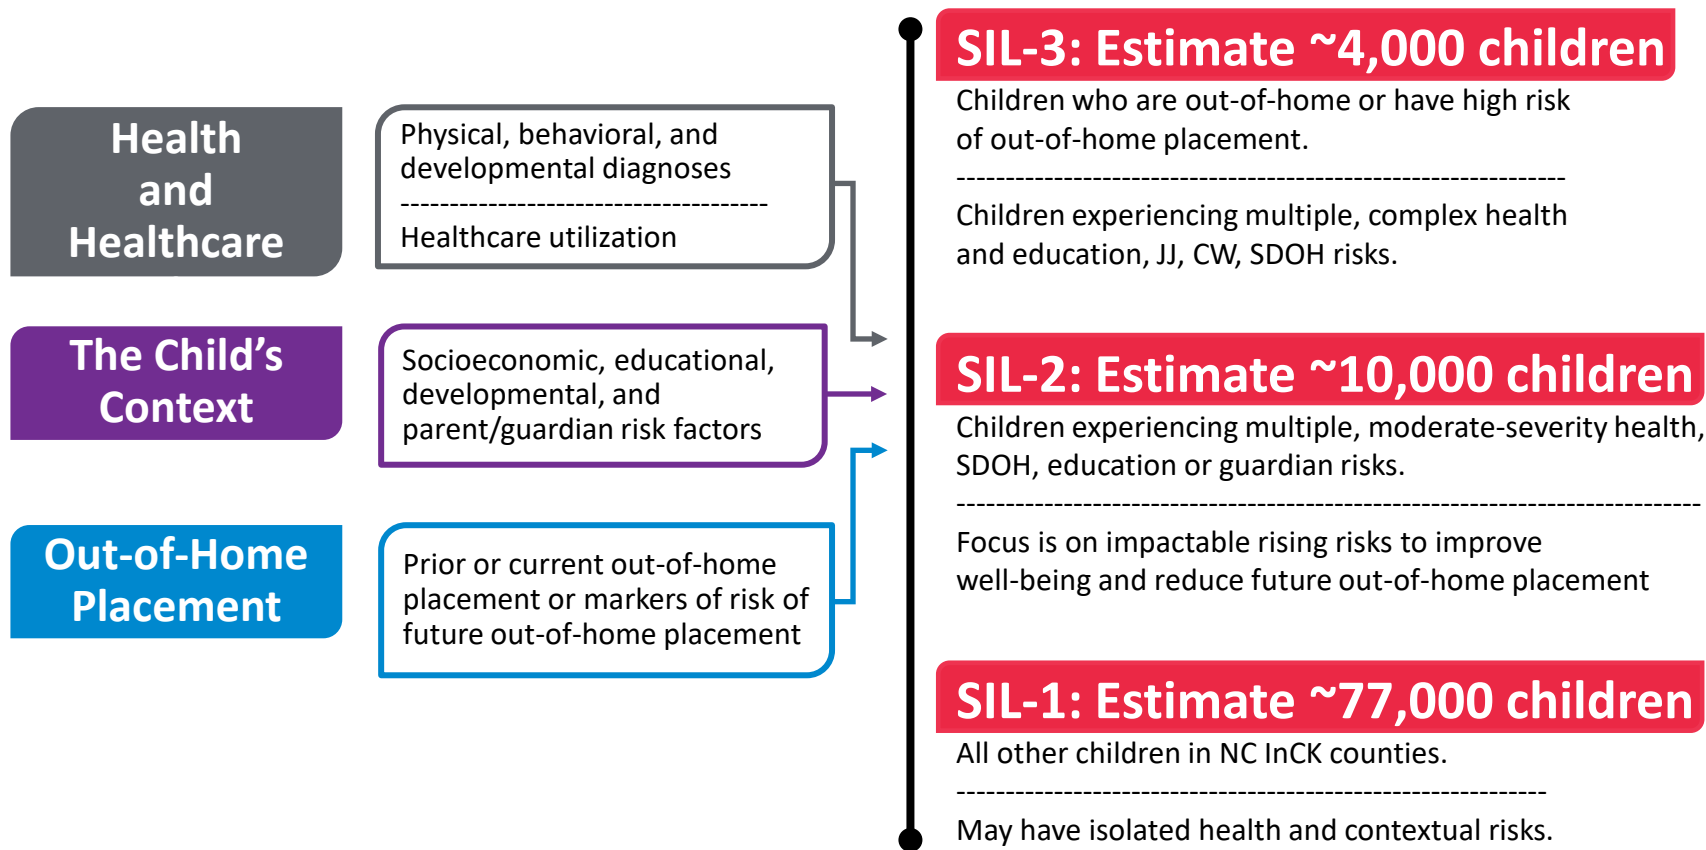 Health
and
Healthcare
Physical, behavioral, and
developmental diagnoses
--------------------------------------
Healthcare utilization
The Child's
Context
Socioeconomic, educational,
developmental, and
parent/guardian risk factors
Out-of-Home
Placement
Prior or current out-of-home
placement or markers of risk of
future out-of-home placement
SIL-3: Estimate ~4,000 children
Children who are out-of-home or have high risk
of out-of-home placement.
---------------------------------------------------------------
Children experiencing multiple, complex health
and education, JJ, CW, SDOH risks.
SIL-2: Estimate ~10,000 children
Children experiencing multiple, moderate-severity health,
SDOH, education or guardian risks.
-----------------------------------------------------------------------------
Focus is on impactable rising risks to improve
well-being and reduce future out-of-home placement
SIL-1: Estimate ~77,000 children
All other children in NC InCK counties.
-------------------------------------------------------------
May have isolated health and contextual risks.